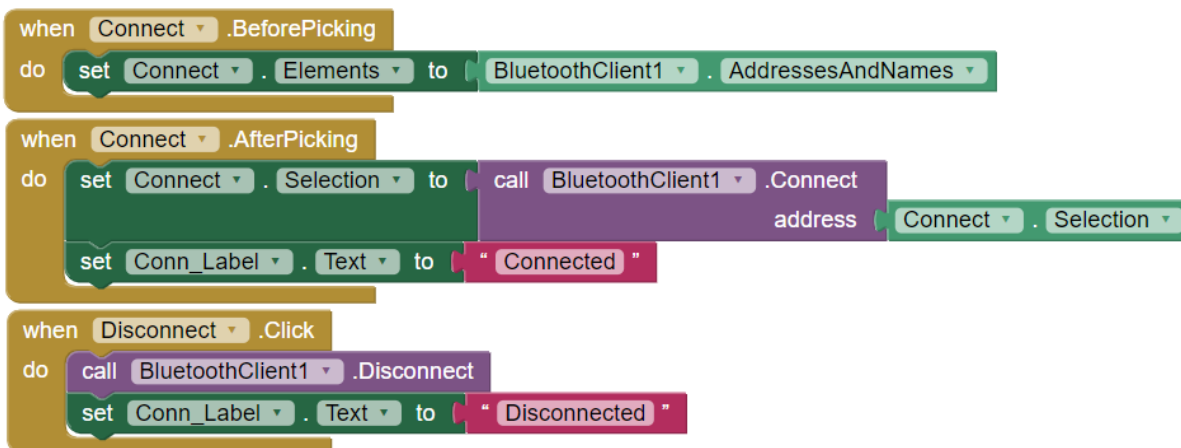 when Connect .BeforePicking
do set Connect . Elements to BluetoothClient1 . AddressesAndNames
when Connect .AfterPicking
do set Connect . Selection to call BluetoothClient1 .Connect
address Connect . Selection
set Conn_Label . Text to “ Connected ”
when Disconnect .Click
do call BluetoothClient1 .Disconnect
set Conn_Label . Text to “ Disconnected ”